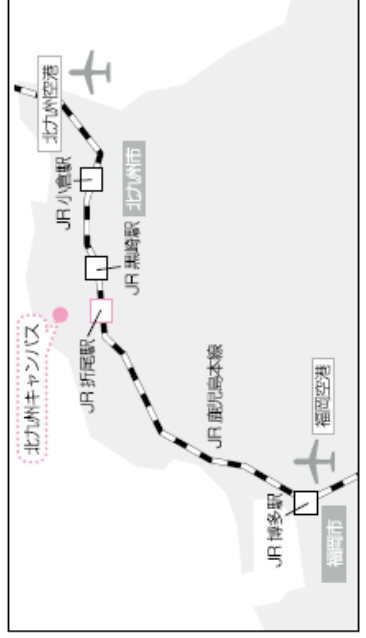 北九州キャンパス
JR 折尾駅
JR 黒崎駅
JR 小倉駅
北九州市
北九州空港
JR 鹿児島本線
JR 博多駅
福岡市
福岡空港